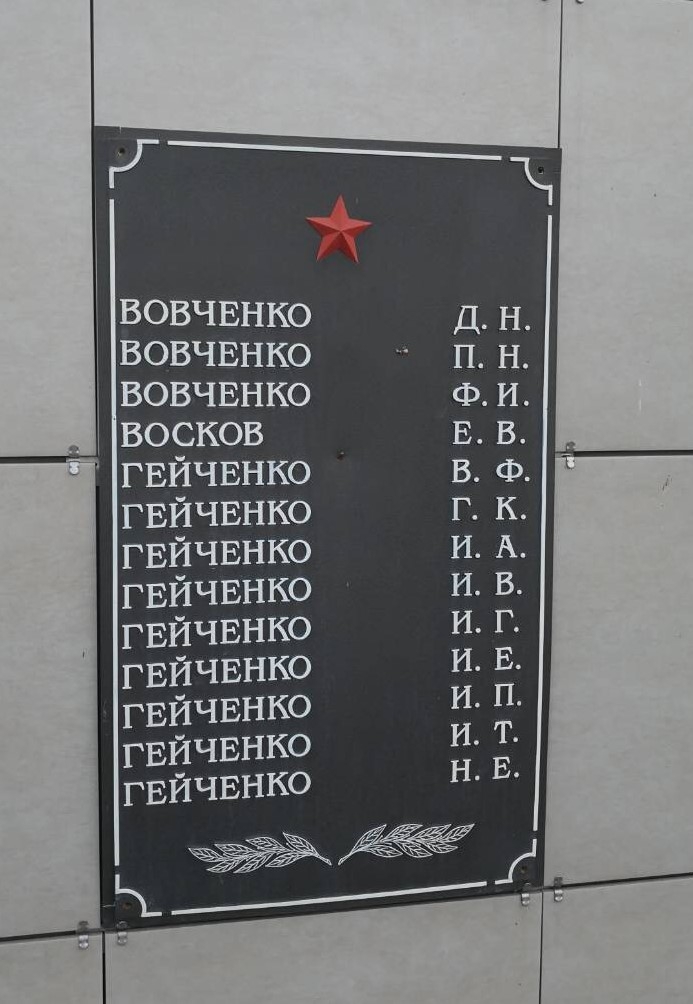 ВОВЧЕНКО Д. Н.
ВОВЧЕНКО П. Н.
ВОВЧЕНКО Ф. И.
ВОСКОВ Е. В.
ГЕЙЧЕНКО В. Ф.
ГЕЙЧЕНКО Г. К.
ГЕЙЧЕНКО И. А.
ГЕЙЧЕНКО И. В.
ГЕЙЧЕНКО И. Г.
ГЕЙЧЕНКО И. Е.
ГЕЙЧЕНКО И. П.
ГЕЙЧЕНКО И. Т.
ГЕЙЧЕНКО Н. Е.